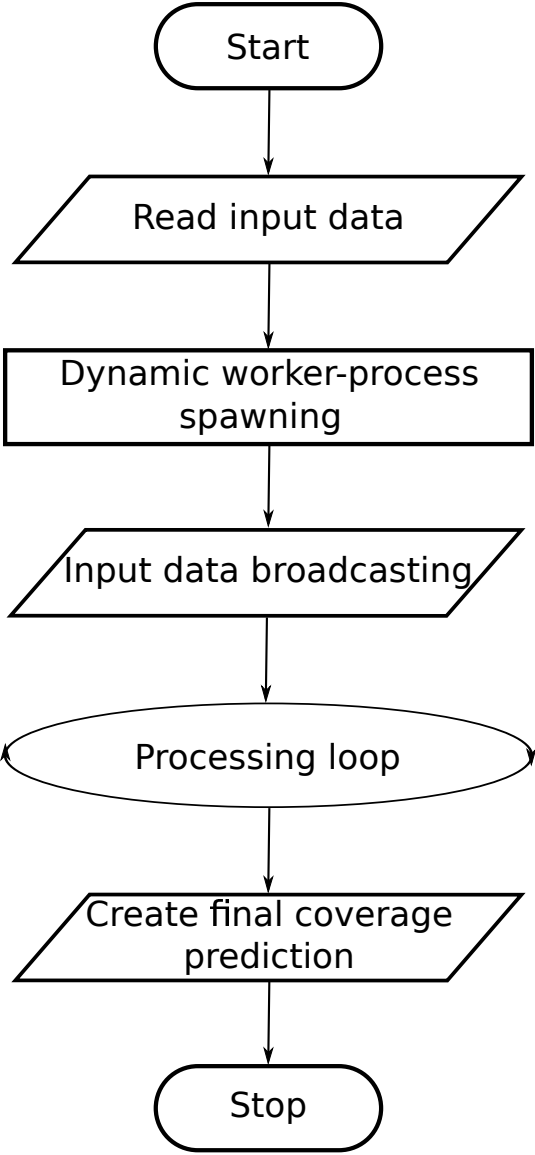 Start
Read input data
Dynamic worker-process
spawning
Input data broadcasting
Processing loop
Create final coverage
prediction
Stop